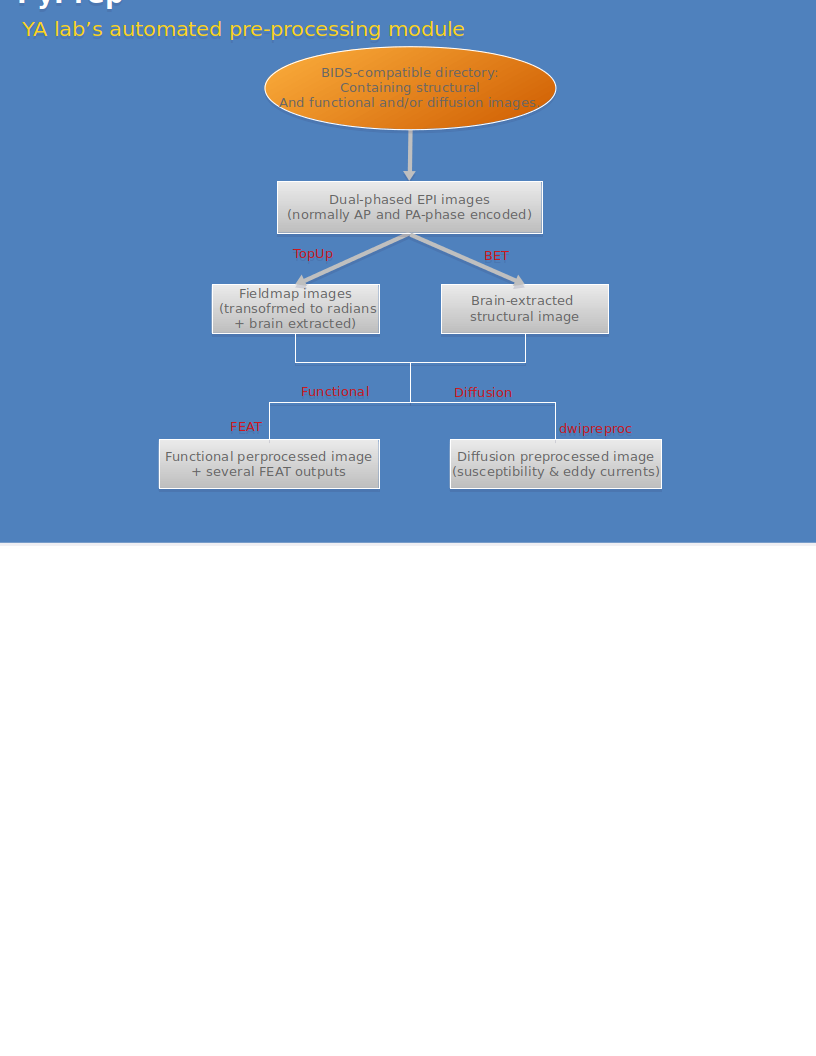 PyPrep
YA lab’s automated pre-processing module
BIDS-compatible directory:
Containing structural
And functional and/or diffusion images
Dual-phased EPI images
(normally AP and PA-phase encoded)
TopUp
BET
Fieldmap images
(transofrmed to radians
+ brain extracted)
Brain-extracted
structural image
Functional
Diffusion
FEAT
dwipreproc
Functional perprocessed image
+ several FEAT outputs
Diffusion preprocessed image
(susceptibility & eddy currents)